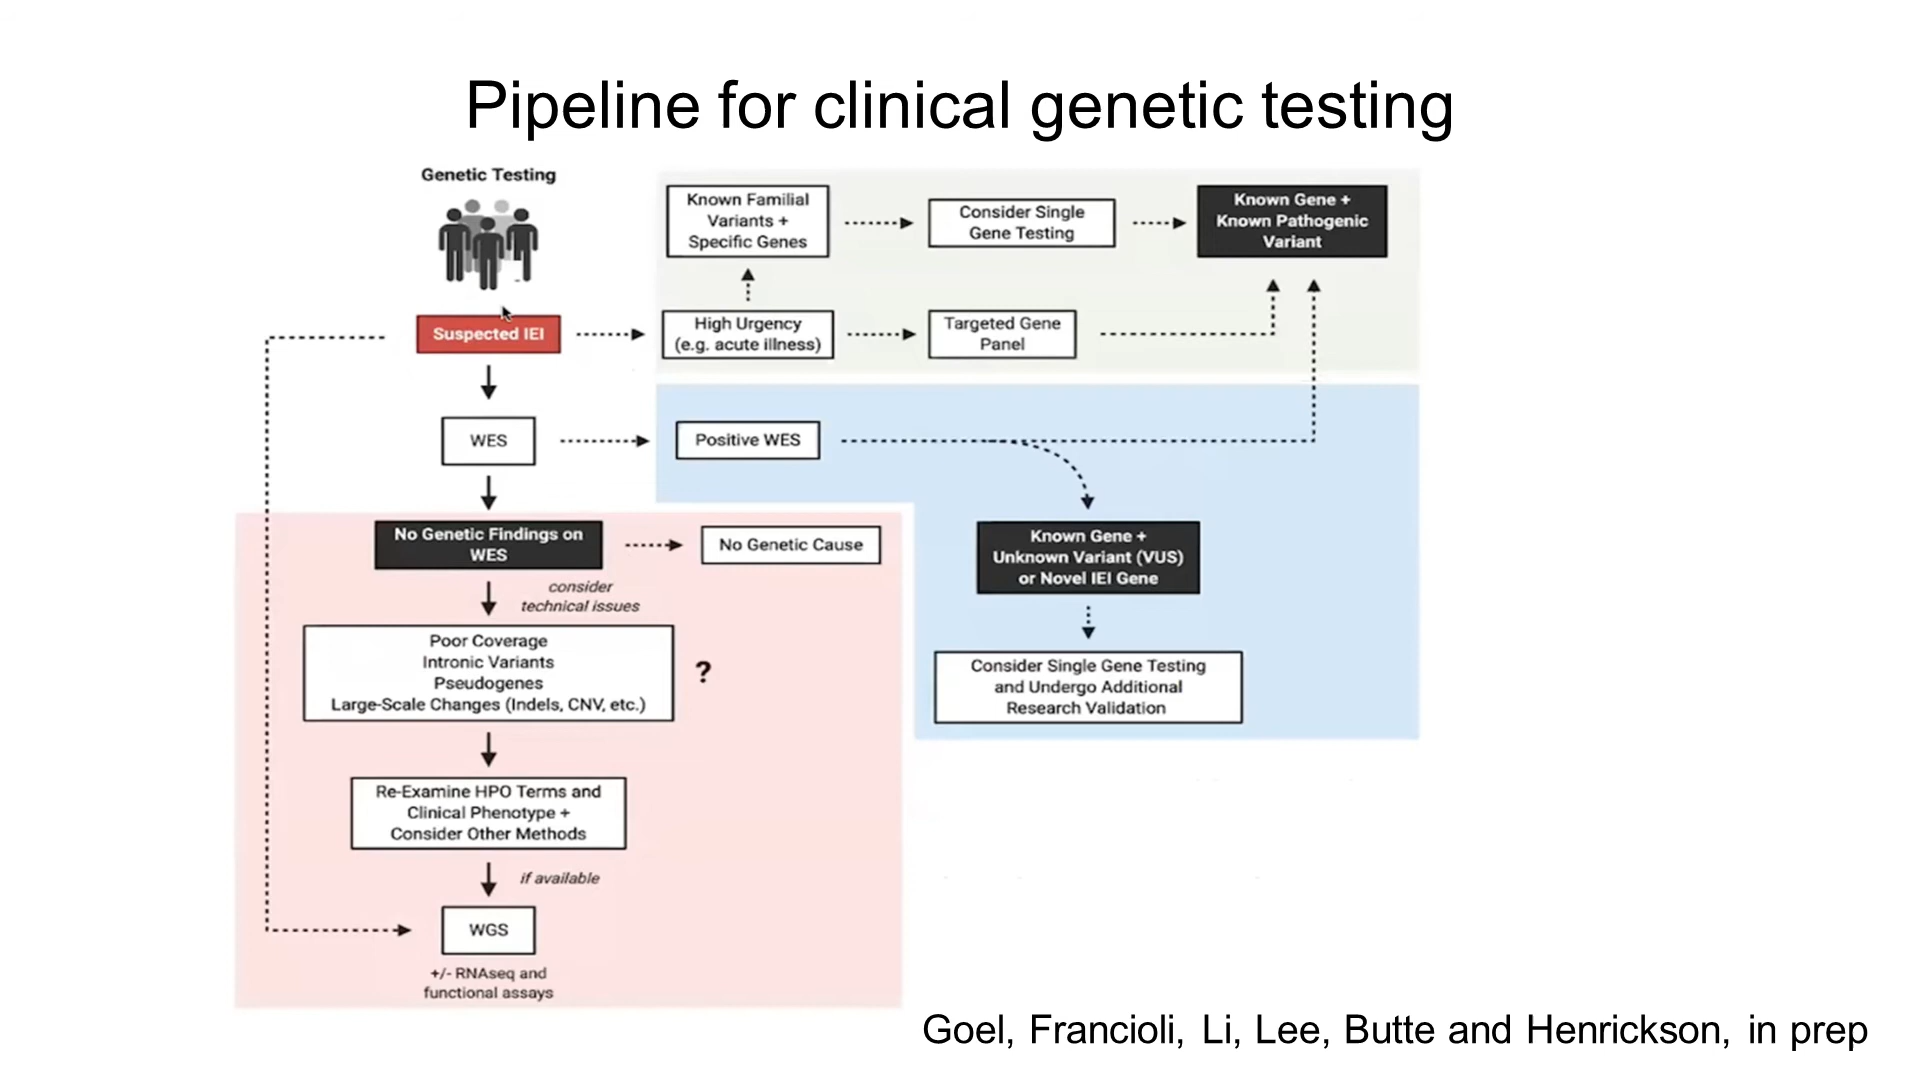 Pipeline for clinical genetic testing
Genetic Testing
Known Familial
Variants +
Specific Genes
Consider Single
Gene Testing
Known Gene +
Known Pathogenic
Variant
Suspected IEI
High Urgency
(e.g. acute illness)
Targeted Gene
Panel
WES
Positive WES
No Genetic Findings on
WES
No Genetic Cause
Known Gene +
Unknown Variant (VUS)
or Novel IEI Gene
consider
technical issues
Poor Coverage
Intronic Variants
Pseudogenes
Large-Scale Changes (Indels, CNV, etc.)
?
Consider Single Gene Testing
and Undergo Additional
Research Validation
Re-Examine HPO Terms and
Clinical Phenotype +
Consider Other Methods
if available
WGS
+/- RNAseq and
functional assays
Goel, Francioli, Li, Lee, Butte and Henrickson, in prep